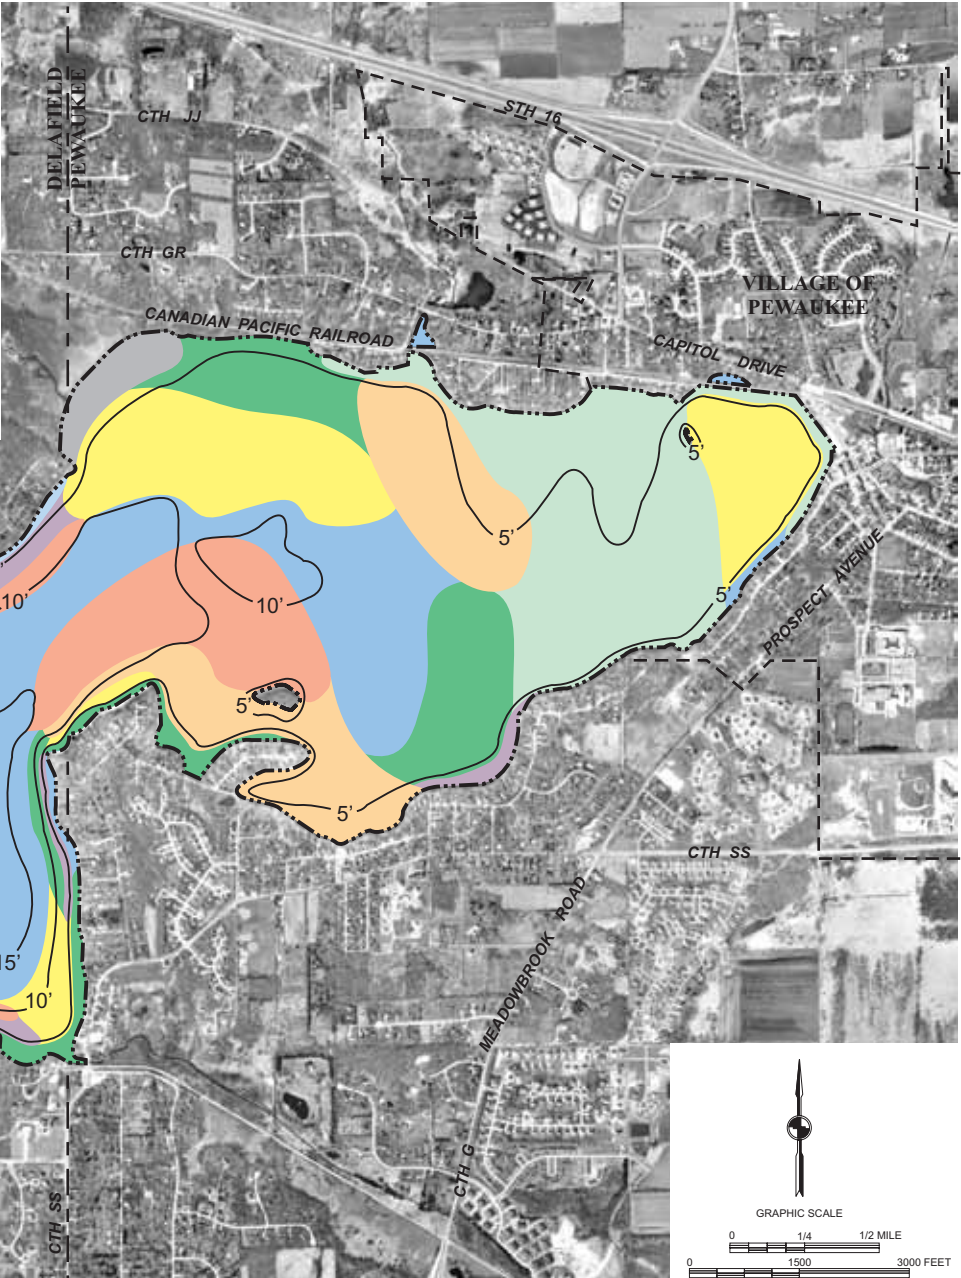 DELAFIELD
PEWAUKEE
CTH JJ
STH 16
CTH GR
VILLAGE OF
PEWAUKEE
CANADIAN PACIFIC RAILROAD
CAPITOL DRIVE
5'
5'
10'
10'
5'
PROSPECT AVENUE
5'
5'
CTH SS
MEADOWBROOK ROAD
15'
10'
CTH G
CTH SS
GRAPHIC SCALE
0 1/4 1/2 MILE
0 1500 3000 FEET